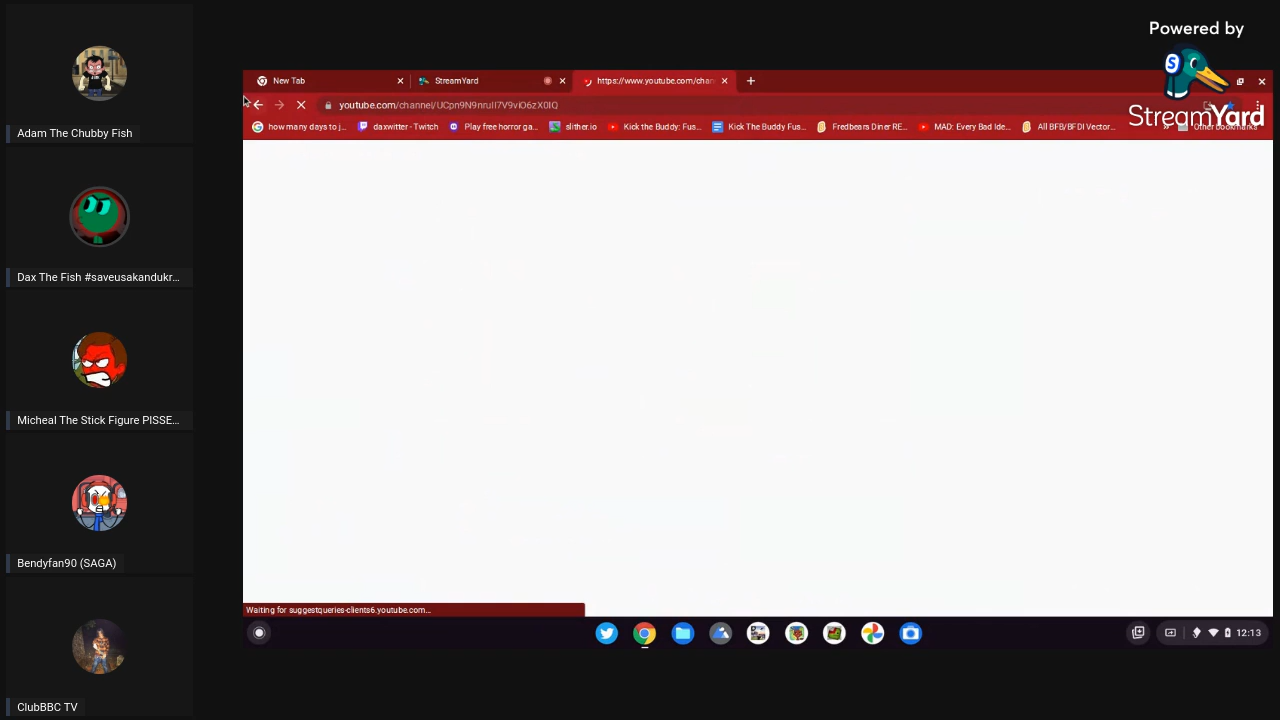 Powered by
StreamYard
Adam The Chubby Fish
Dax The Fish #saveusakandukr...
Micheal The Stick Figure PISSE...
Bendyfan90 (SAGA)
ClubBBC TV
New Tab
StreamYard
https://www.youtube.com/chan
youtube.com/channel/
how many days to j...
daxwitter - Twitch
Play free horror ga...
slither.io
Kick the Buddy: Fus...
Kick The Buddy Fus...
Fredbears Diner RE...
MAD: Every Bad Ide...
All BFB/BFDI Vector...
Other bookmarks
Waiting for suggestqueries-clients6.youtube.com...
12:13